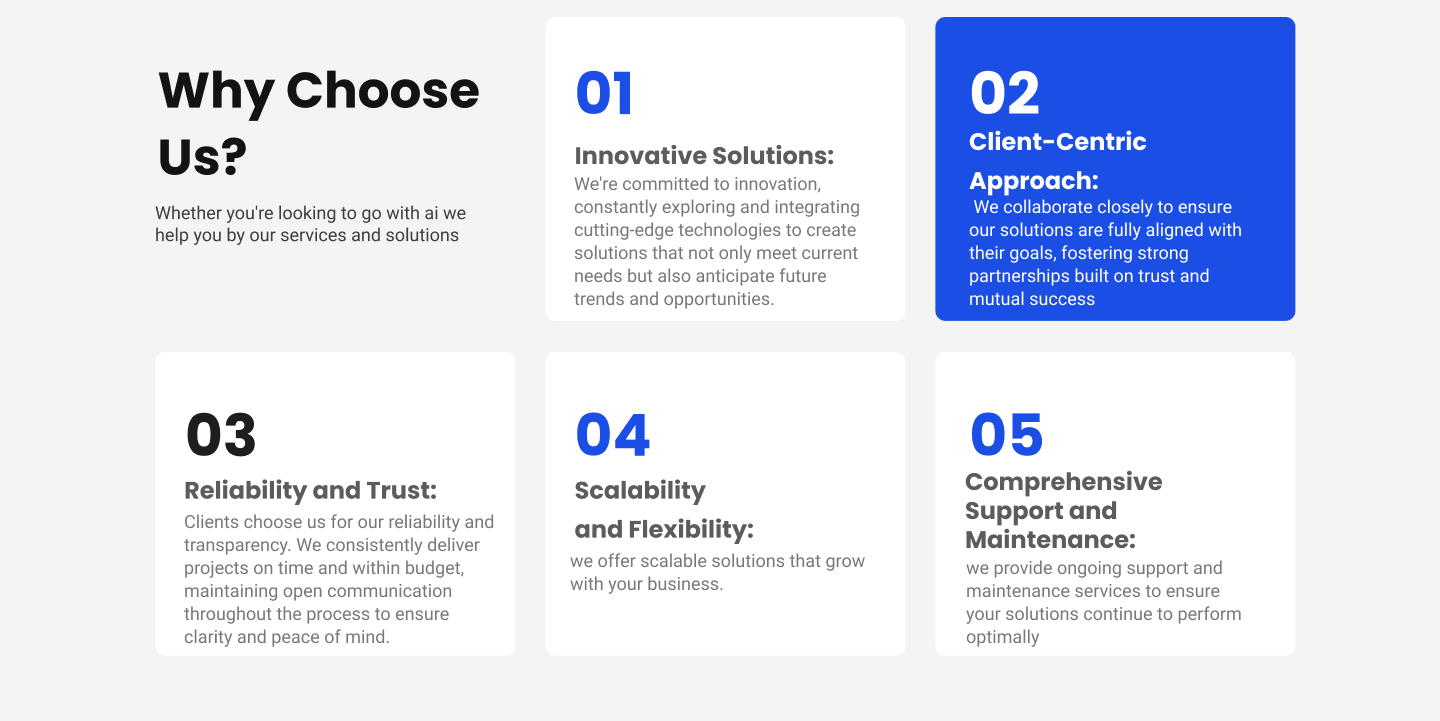 Why Choose
Us?
Whether you're looking to go with ai we
help you by our services and solutions
01
Innovative Solutions:
We're committed to innovation,
constantly exploring and integrating
cutting-edge technologies to create
solutions that not only meet current
needs but also anticipate future
trends and opportunities.
02
Client-Centric
Approach:
We collaborate closely to ensure
our solutions are fully aligned with
their goals, fostering strong
partnerships built on trust and
mutual success
03
Reliability and Trust:
Clients choose us for our reliability and
transparency. We consistently deliver
projects on time and within budget,
maintaining open communication
throughout the process to ensure
clarity and peace of mind.
04
Scalability
and Flexibility:
we offer scalable solutions that grow
with your business.
05
Comprehensive
Support and
Maintenance:
we provide ongoing support and
maintenance services to ensure
your solutions continue to perform
optimally